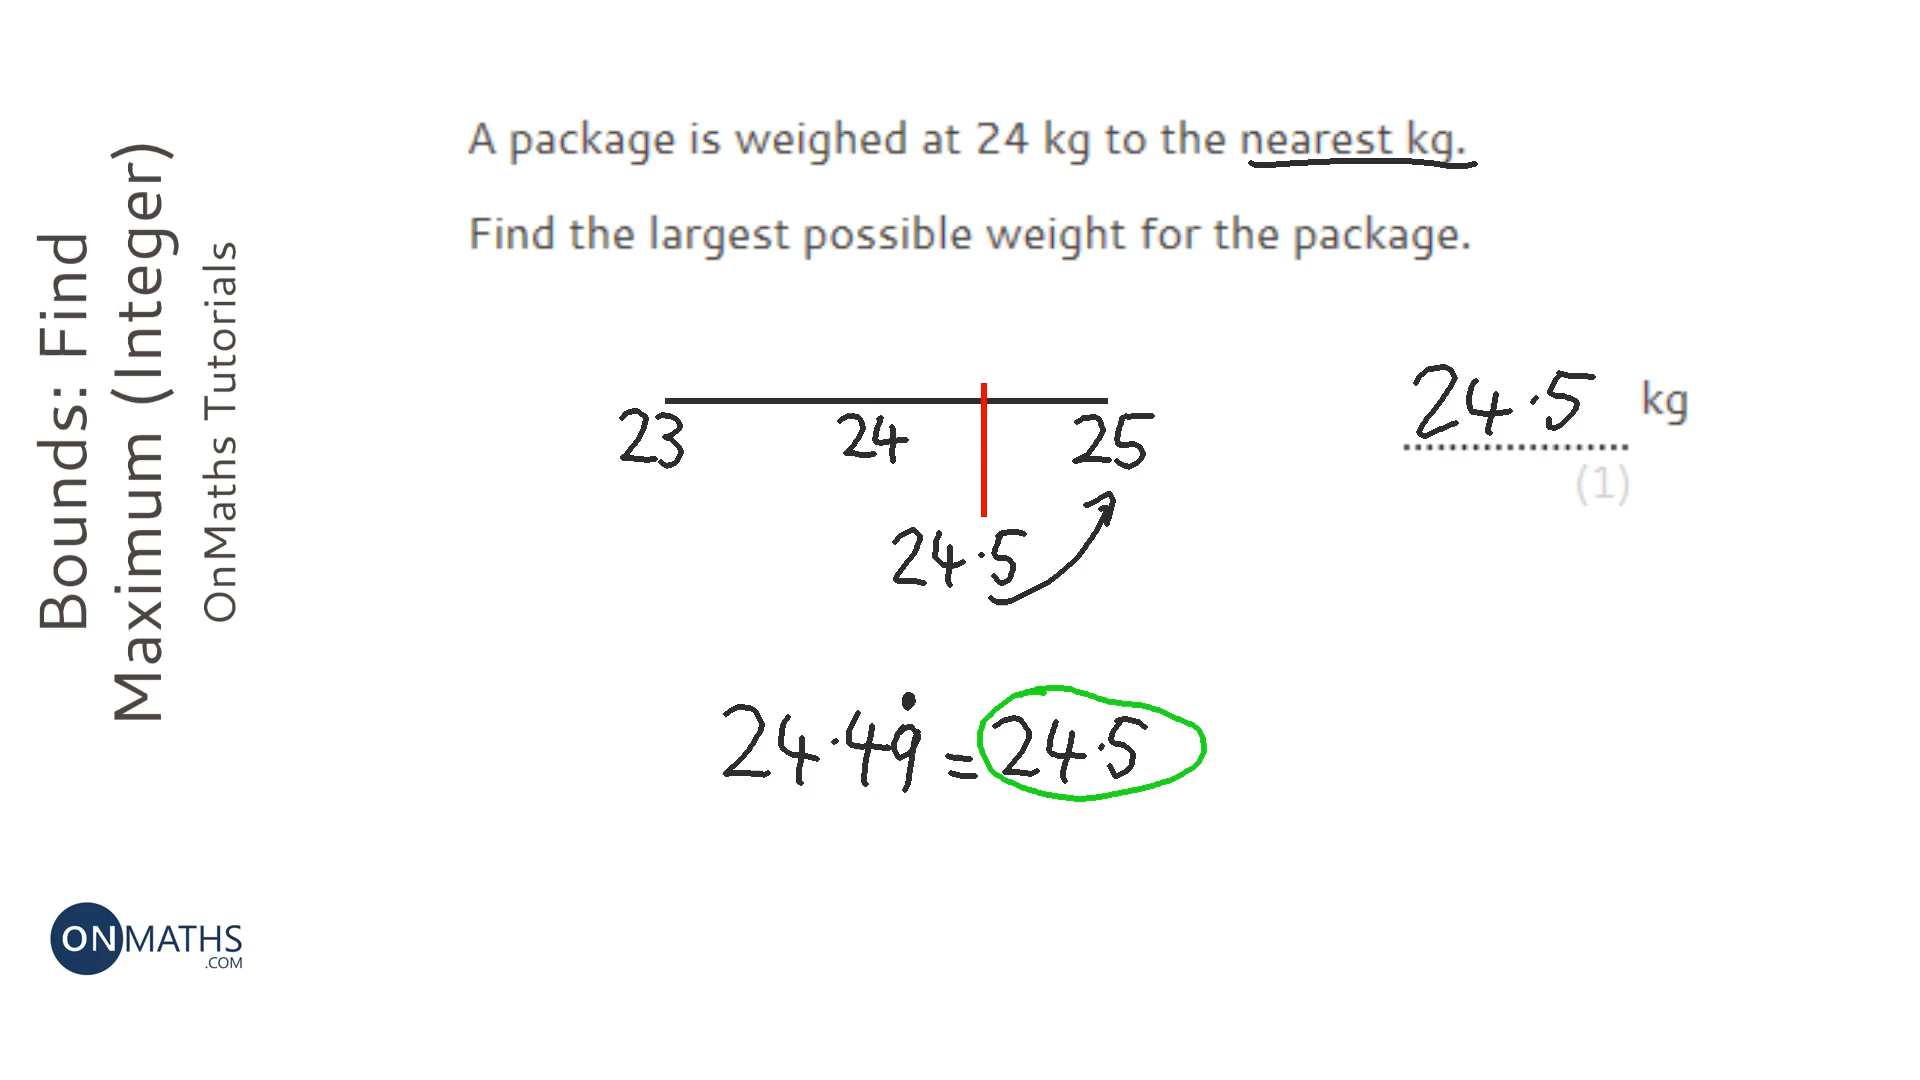 Bounds: Find
Maximum (Integer)
OnMaths Tutorials
A package is weighed at 24 kg to the nearest kg.
Find the largest possible weight for the package.
23 24 25
24.5
24.5 kg
(1)
24.49̇ = 24.5
ONMATHS
.COM